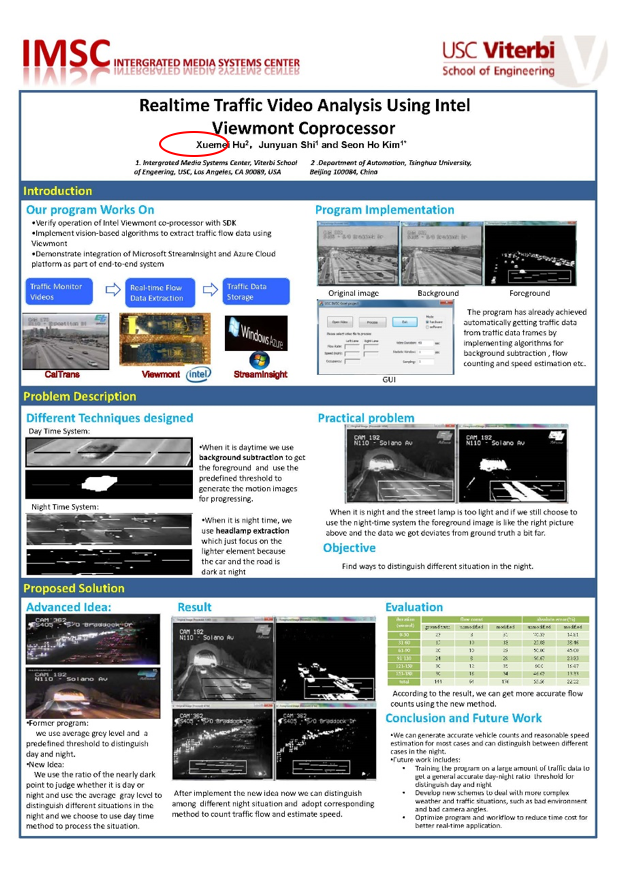 IMSC INTERGRATED MEDIA SYSTEMS CENTER
USC Viterbi
School of Engineering
Realtime Traffic Video Analysis Using Intel
Viewmont Coprocessor
Xuemei Hu², Junyuan Shi¹ and Seon Ho Kim¹*
1. Intergrated Media Systems Center, Viterbi School
of Engeering, USC, Los Angeles, CA 90089, USA
2 .Department of Automation, Tsinghua University,
Beijing 100084, China
Introduction
Our program Works On
•Verify operation of Intel Viewmont co-processor with SDK
•Implement vision-based algorithms to extract traffic flow data using
Viewmont
•Demonstrate integration of Microsoft StreamInsight and Azure Cloud
platform as part of end-to-end system
Traffic Monitor
Videos
Real-time Flow
Data Extraction
Traffic Data
Storage
Windows Azure
CalTrans
Viewmont
intel
StreamInsight
Program Implementation
Original image
Background
Foreground
GUI
The program has already achieved
automatically getting traffic data
from traffic data frames by
implementing algorithms for
background subtraction , flow
counting and speed estimation etc..
Problem Description
Different Techniques designed
Day Time System:
•When it is daytime we use
background subtraction to get
the foreground and use the
predefined threshold to
generate the motion images
for progressing.
Night Time System:
•When it is night time, we
use headlamp extraction
which just focus on the
lighter element because
the car and the road is
dark at night
Practical problem
CAM 192
N110 - Solano Av
CAM 192
N110 - Solano Av
When it is night and the street lamp is too light and if we still choose to
use the night-time system the foreground image is like the right picture
above and the data we got deviates from ground truth a bit far.
Objective
Find ways to distinguish different situation in the night.
Proposed Solution
Advanced Idea:
CAM 192
N110 - Solano Av
•Former program:
we use average grey level and a
predefined threshold to distinguish
day and night.
•New Idea:
We use the ratio of the nearly dark
point to judge whether it is day or
night and use the average gray level to
distinguish different situations in the
night and we choose to use day time
method to process the situation.
Result
CAM 192
N110 - Solano Av
CAM 192
N110 - Solano Av
After implement the new idea now we can distinguish
among different night situation and adopt corresponding
method to count traffic flow and estimate speed.
Evaluation
According to the result, we can get more accurate flow
counts using the new method.
Conclusion and Future Work
•We can generate accurate vehicle counts and reasonable speed
estimation for most cases and can distinguish between different
cases in the night.
•Future work includes:
• Training the program on a large amount of traffic data to
get a general accurate day-night ratio threshold for
distinguish day and night
• Develop new schemes to deal with more complex
weather and traffic situations, such as bad environment
and bad camera angles.
• Optimize program and workflow to reduce time cost for
better real-time application.